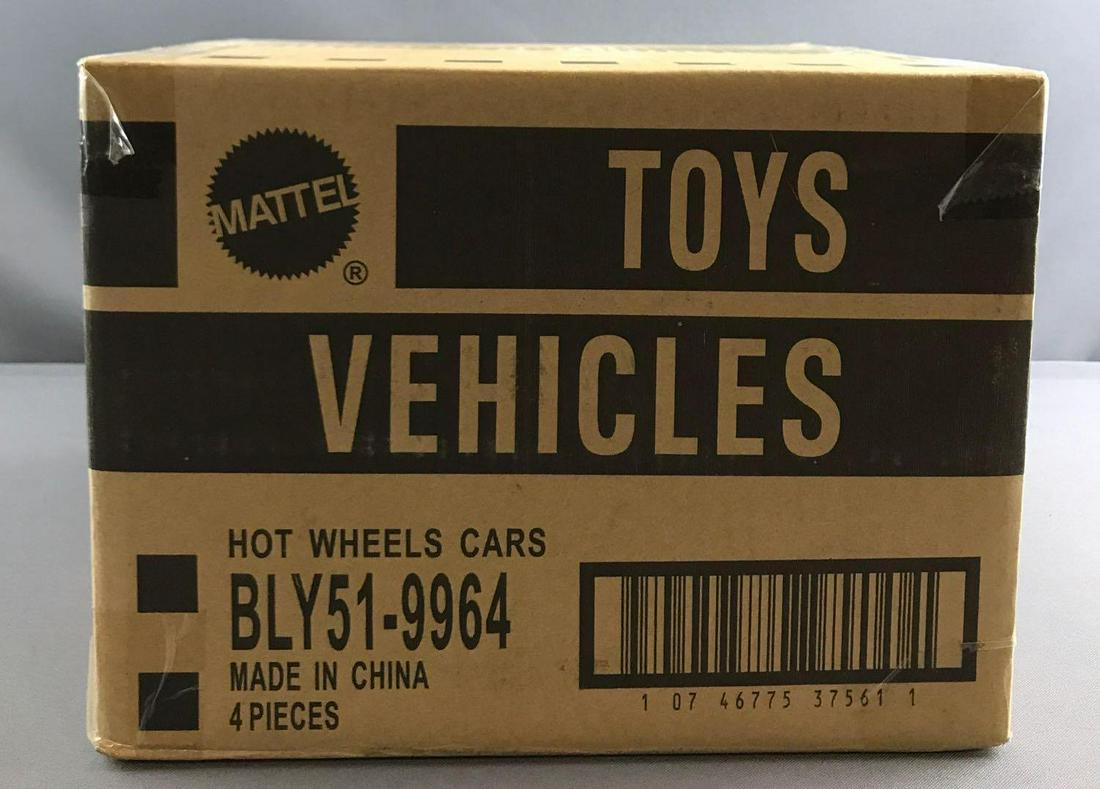 MATTEL
®
TOYS
VEHICLES
HOT WHEELS CARS
BLY51-9964
MADE IN CHINA
4 PIECES
1 07 46775 37561 1